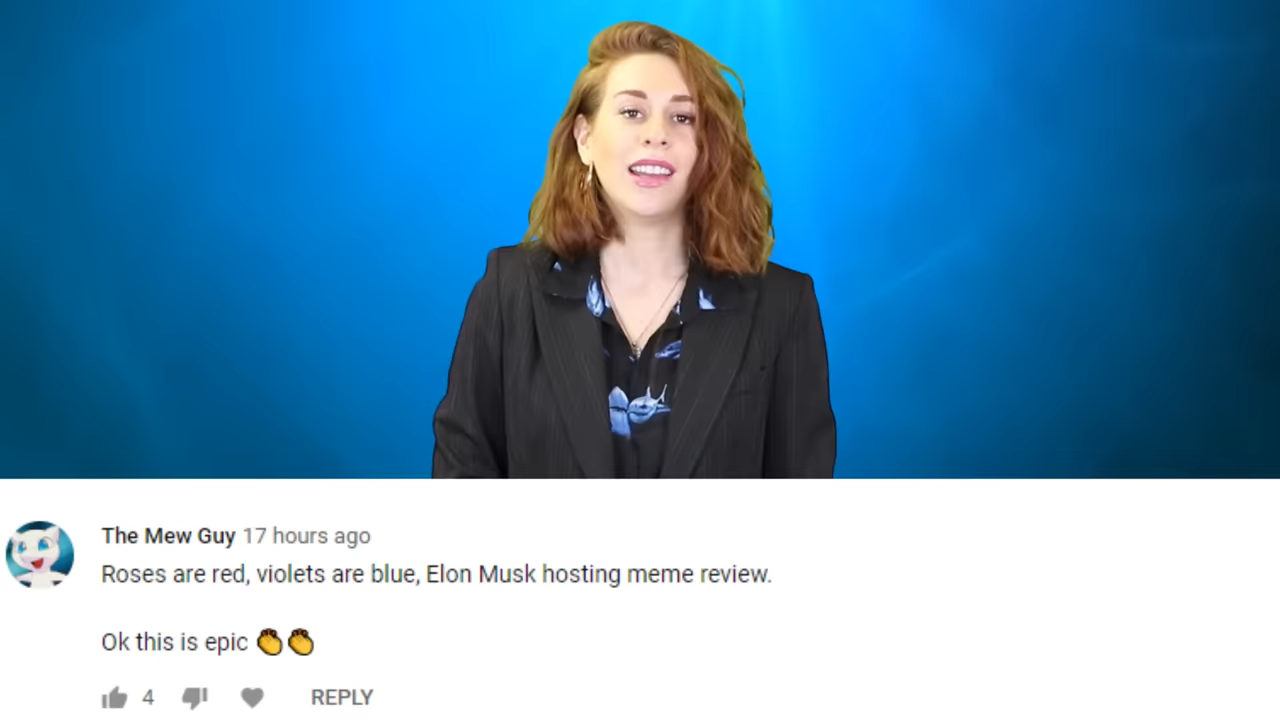 The Mew Guy 17 hours ago
Roses are red, violets are blue, Elon Musk hosting meme review.
Ok this is epic 👏👏
4 REPLY